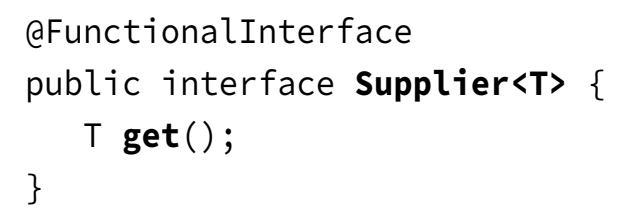 @FunctionalInterface
public interface Supplier<T> {
T get();
}